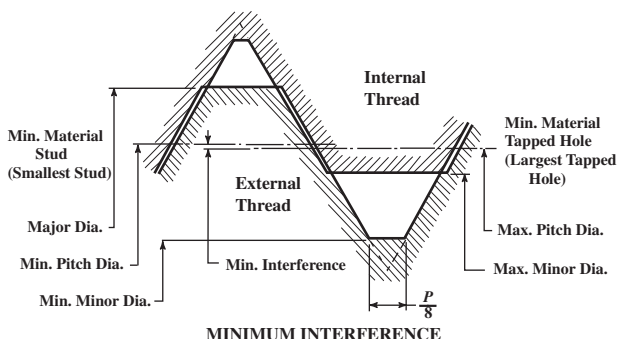 Internal
Thread
Min. Material
Stud
(Smallest Stud)
Min. Material
Tapped Hole
(Largest Tapped
Hole)
External
Thread
Major Dia.
Max. Pitch Dia.
Min. Pitch Dia.
Min. Interference
Max. Minor Dia.
Min. Minor Dia.
P
8
MINIMUM INTERFERENCE